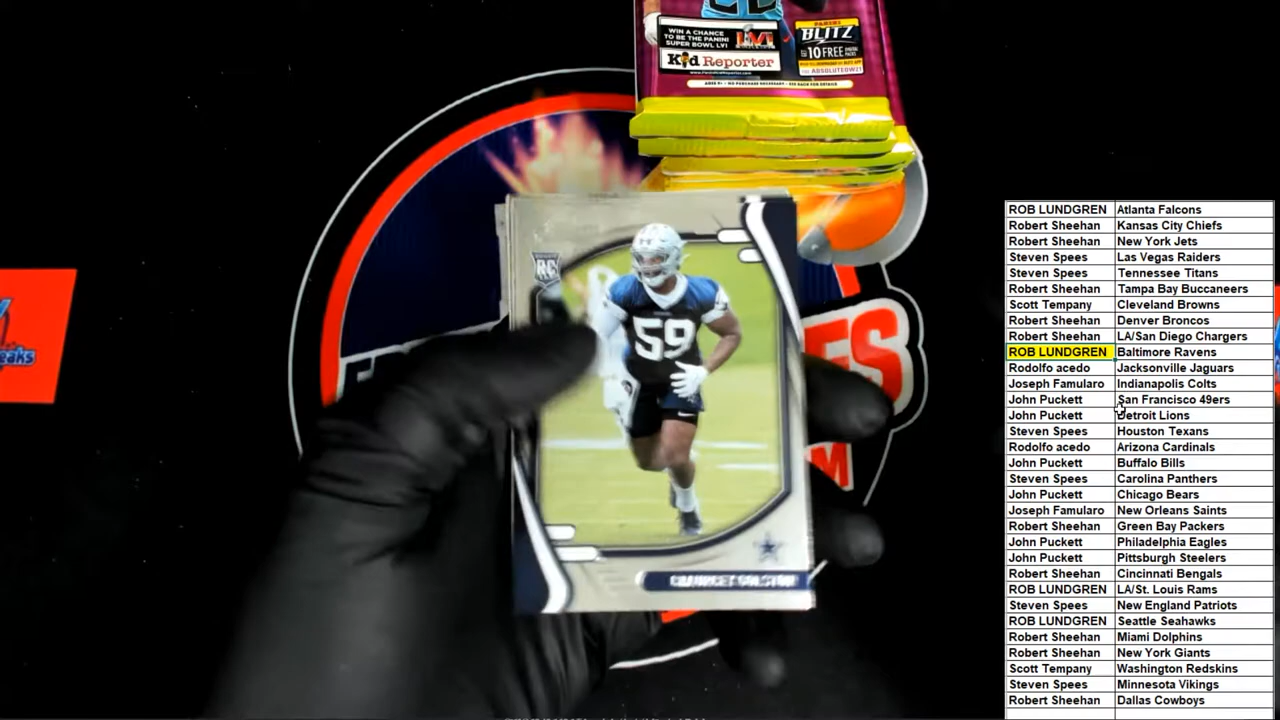 WIN A CHANCE
TO BE THE PANINI
SUPER BOWL LVI
LVI
Kid Reporter
PANINI
BLITZ
10 FREE
RC
59
eaks
ROB LUNDGREN Atlanta Falcons
Robert Sheehan Kansas City Chiefs
Robert Sheehan New York Jets
Steven Spees Las Vegas Raiders
Steven Spees Tennessee Titans
Robert Sheehan Tampa Bay Buccaneers
Scott Tempany Cleveland Browns
Robert Sheehan Denver Broncos
Robert Sheehan LA/San Diego Chargers
ROB LUNDGREN Baltimore Ravens
Rodolfo acedo Jacksonville Jaguars
Joseph Famularo Indianapolis Colts
John Puckett San Francisco 49ers
John Puckett Detroit Lions
Steven Spees Houston Texans
Rodolfo acedo Arizona Cardinals
John Puckett Buffalo Bills
Steven Spees Carolina Panthers
John Puckett Chicago Bears
Joseph Famularo New Orleans Saints
Robert Sheehan Green Bay Packers
John Puckett Philadelphia Eagles
John Puckett Pittsburgh Steelers
Robert Sheehan Cincinnati Bengals
ROB LUNDGREN LA/St. Louis Rams
Steven Spees New England Patriots
ROB LUNDGREN Seattle Seahawks
Robert Sheehan Miami Dolphins
Robert Sheehan New York Giants
Scott Tempany Washington Redskins
Steven Spees Minnesota Vikings
Robert Sheehan Dallas Cowboys